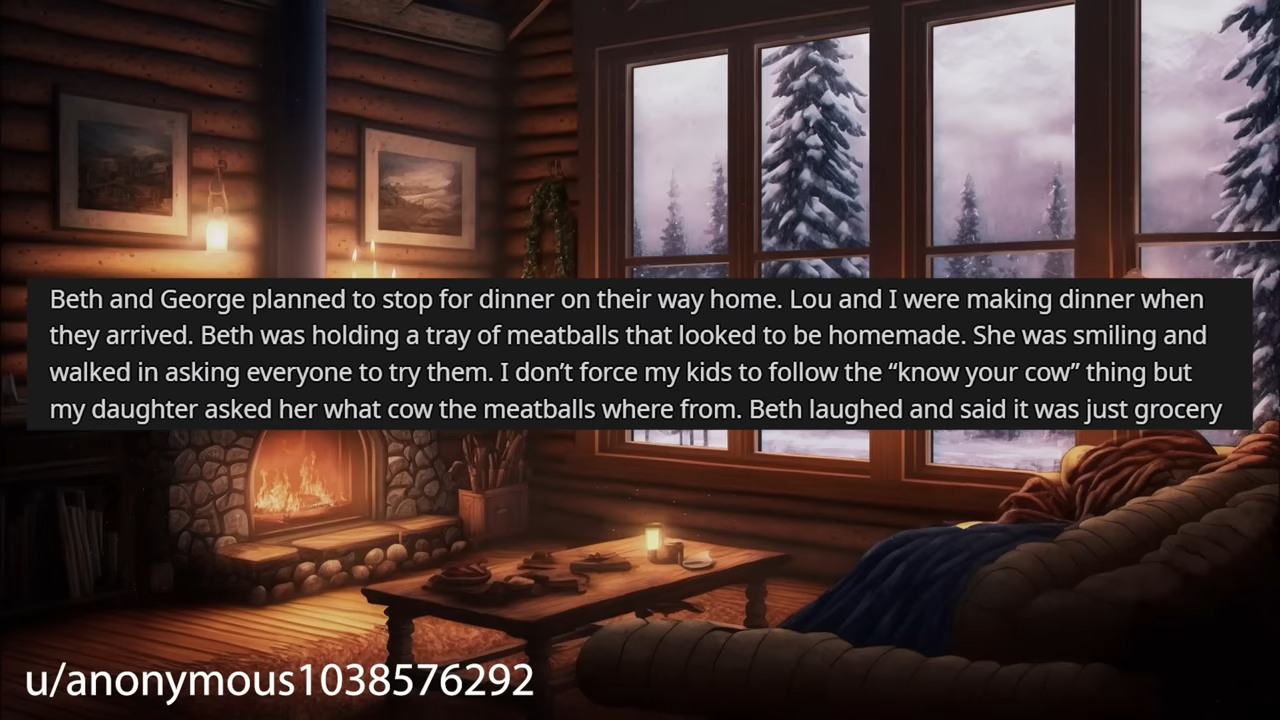 Beth and George planned to stop for dinner on their way home. Lou and I were making dinner when
they arrived. Beth was holding a tray of meatballs that looked to be homemade. She was smiling and
walked in asking everyone to try them. I don’t force my kids to follow the “know your cow” thing but
my daughter asked her what cow the meatballs where from. Beth laughed and said it was just grocery
u/anonymous1038576292